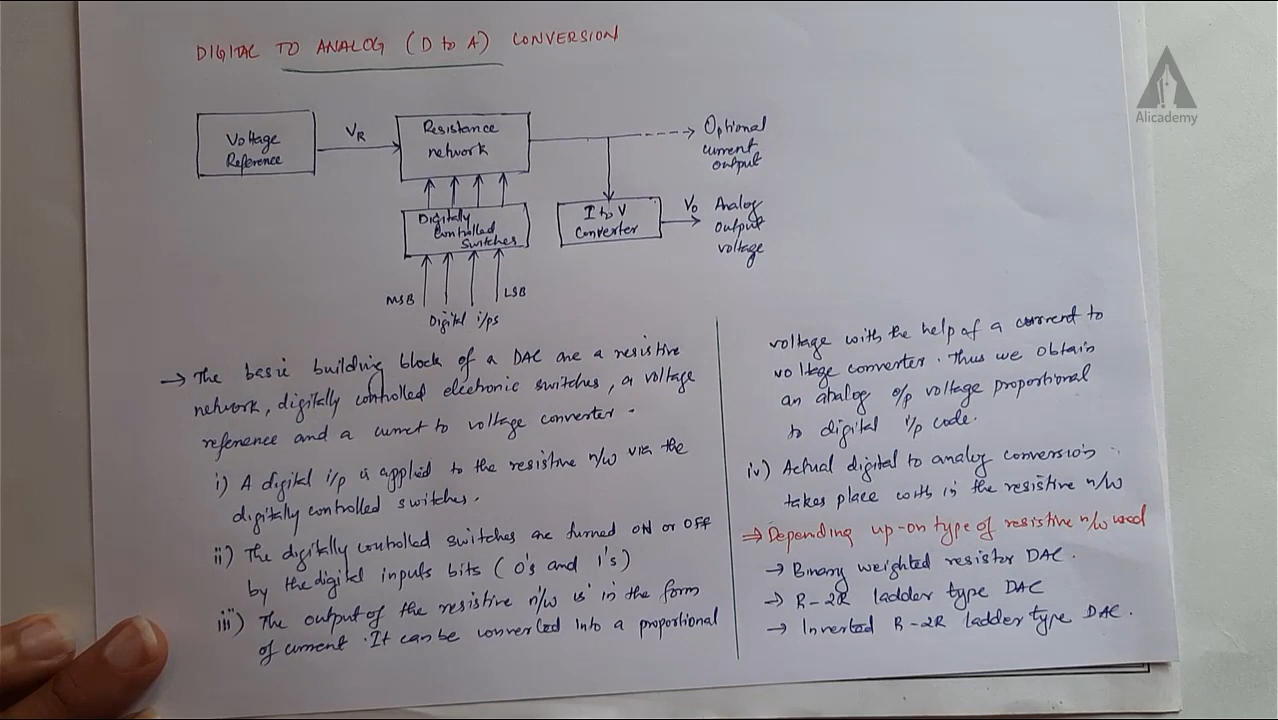 DIGITAL TO ANALOG (D to A) CONVERSION
Alicademy
Voltage
Reference
VR
Resistance
network
Optional
current
output
Digitally
Controlled
Switches
I to V
Converter
Vo
Analog
output
voltage
MSB
LSB
Digital i/ps
→ The basic building block of a DAC are a resistive
network, digitally controlled electronic switches, a voltage
reference and a curret to voltage converter.
i) A digital i/p is applied to the resistive n/w via the
digitally controlled switches.
ii) The digitally controlled switches are turned ON or OFF
by the digital inputs bits (0's and 1's)
iii) The output of the resistive n/w is in the form
of current. It can be converted into a proportional
voltage with the help of a current to
voltage converter. Thus we obtain
an analog o/p voltage proportional
to digital i/p code.
iv) Actual digital to analog conversion
takes place with in the resistive n/w
⇒ Depending up-on type of resistive n/w used
→ Binary weighted resistor DAC.
→ R-2R ladder type DAC
→ Inverted R-2R ladder type DAC.